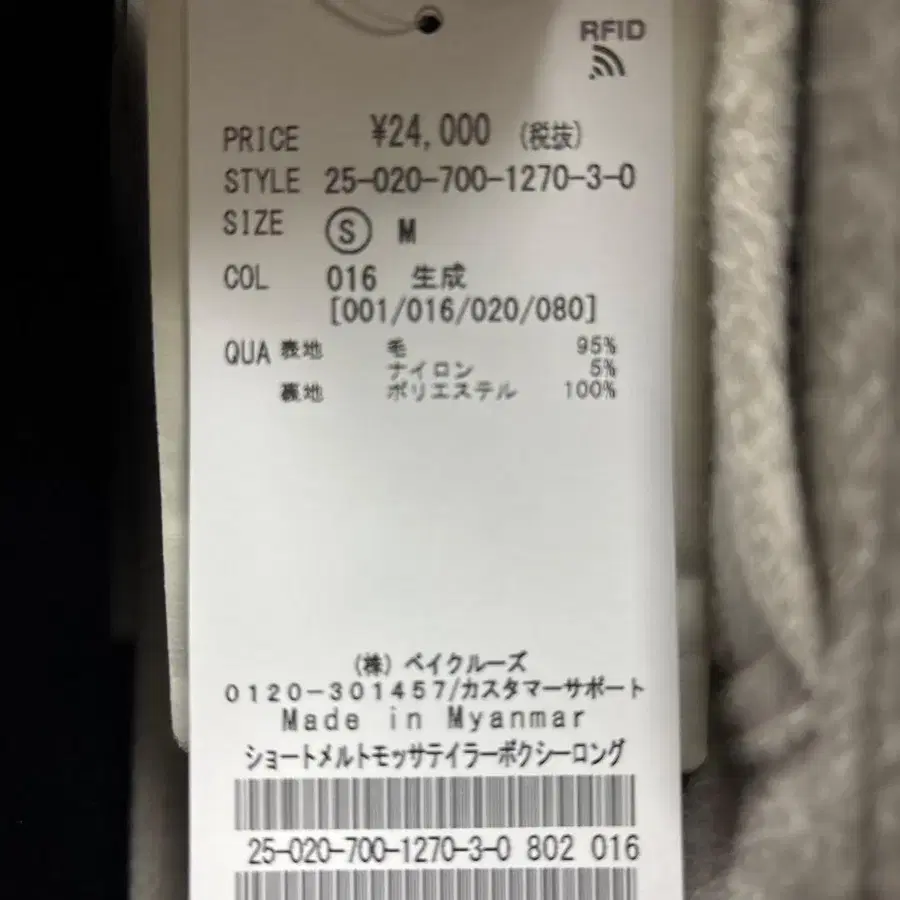 RFID
PRICE ¥24,000 (税抜)
STYLE 25-020-700-1270-3-0
SIZE Ⓢ M
COL 016 生成
[001/016/020/080]
QUA 表地 毛 95%
ナイロン 5%
裏地 ポリエステル 100%
(株) ベイクルーズ
0120-301457/カスタマーサポート
Made in Myanmar
ショートメルトモッサテイラーボクシーロング
25-020-700-1270-3-0 802 016